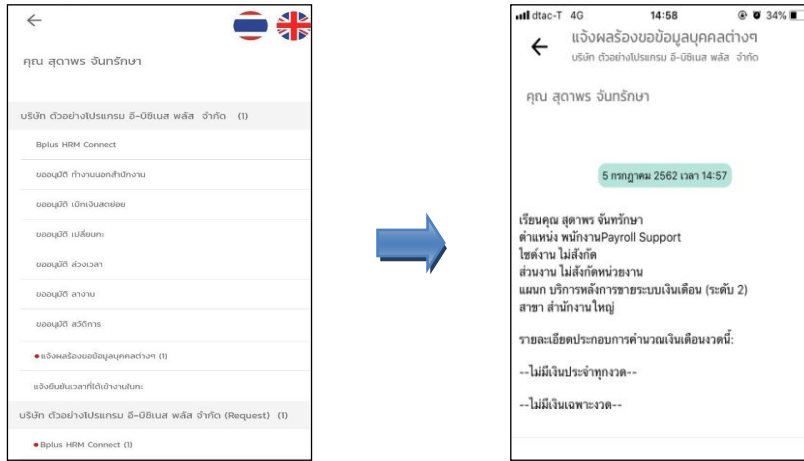 คุณ สุดาพร จันทรักษา
บริษัท ตัวอย่างโปรแกรม อี-บิซิเนส พลัส จำกัด (1)
Bplus HRM Connect
ขออนุมัติ ทำงานนอกสำนักงาน
ขออนุมัติ เบิกเงินสดย่อย
ขออนุมัติ เปลี่ยนกะ
ขออนุมัติ ล่วงเวลา
ขออนุมัติ ลางาน
ขออนุมัติ สวัสดิการ
แจ้งผลร้องขอข้อมูลบุคคลต่างๆ (1)
แจ้งยืนยันเวลาที่ได้เข้างานในกะ
บริษัท ตัวอย่างโปรแกรม อี-บิซิเนส พลัส จำกัด (Request) (1)
Bplus HRM Connect (1)
dtac-T 4G 14:58 34%
แจ้งผลร้องขอข้อมูลบุคคลต่างๆ
บริษัท ตัวอย่างโปรแกรม อี-บิซิเนส พลัส จำกัด
คุณ สุดาพร จันทรักษา
5 กรกฎาคม 2562 เวลา 14:57
เรียนคุณ สุดาพร จันทรักษา
ตำแหน่ง พนักงานPayroll Support
ไซต์งาน ไม่สังกัด
ส่วนงาน ไม่สังกัดหน่วยงาน
แผนก บริการหลังการขายระบบเงินเดือน (ระดับ 2)
สาขา สำนักงานใหญ่
รายละเอียดประกอบการคำนวณเงินเดือนงวดนี้:
--ไม่มีเงินประจำทุกงวด--
--ไม่มีเงินเฉพาะงวด--